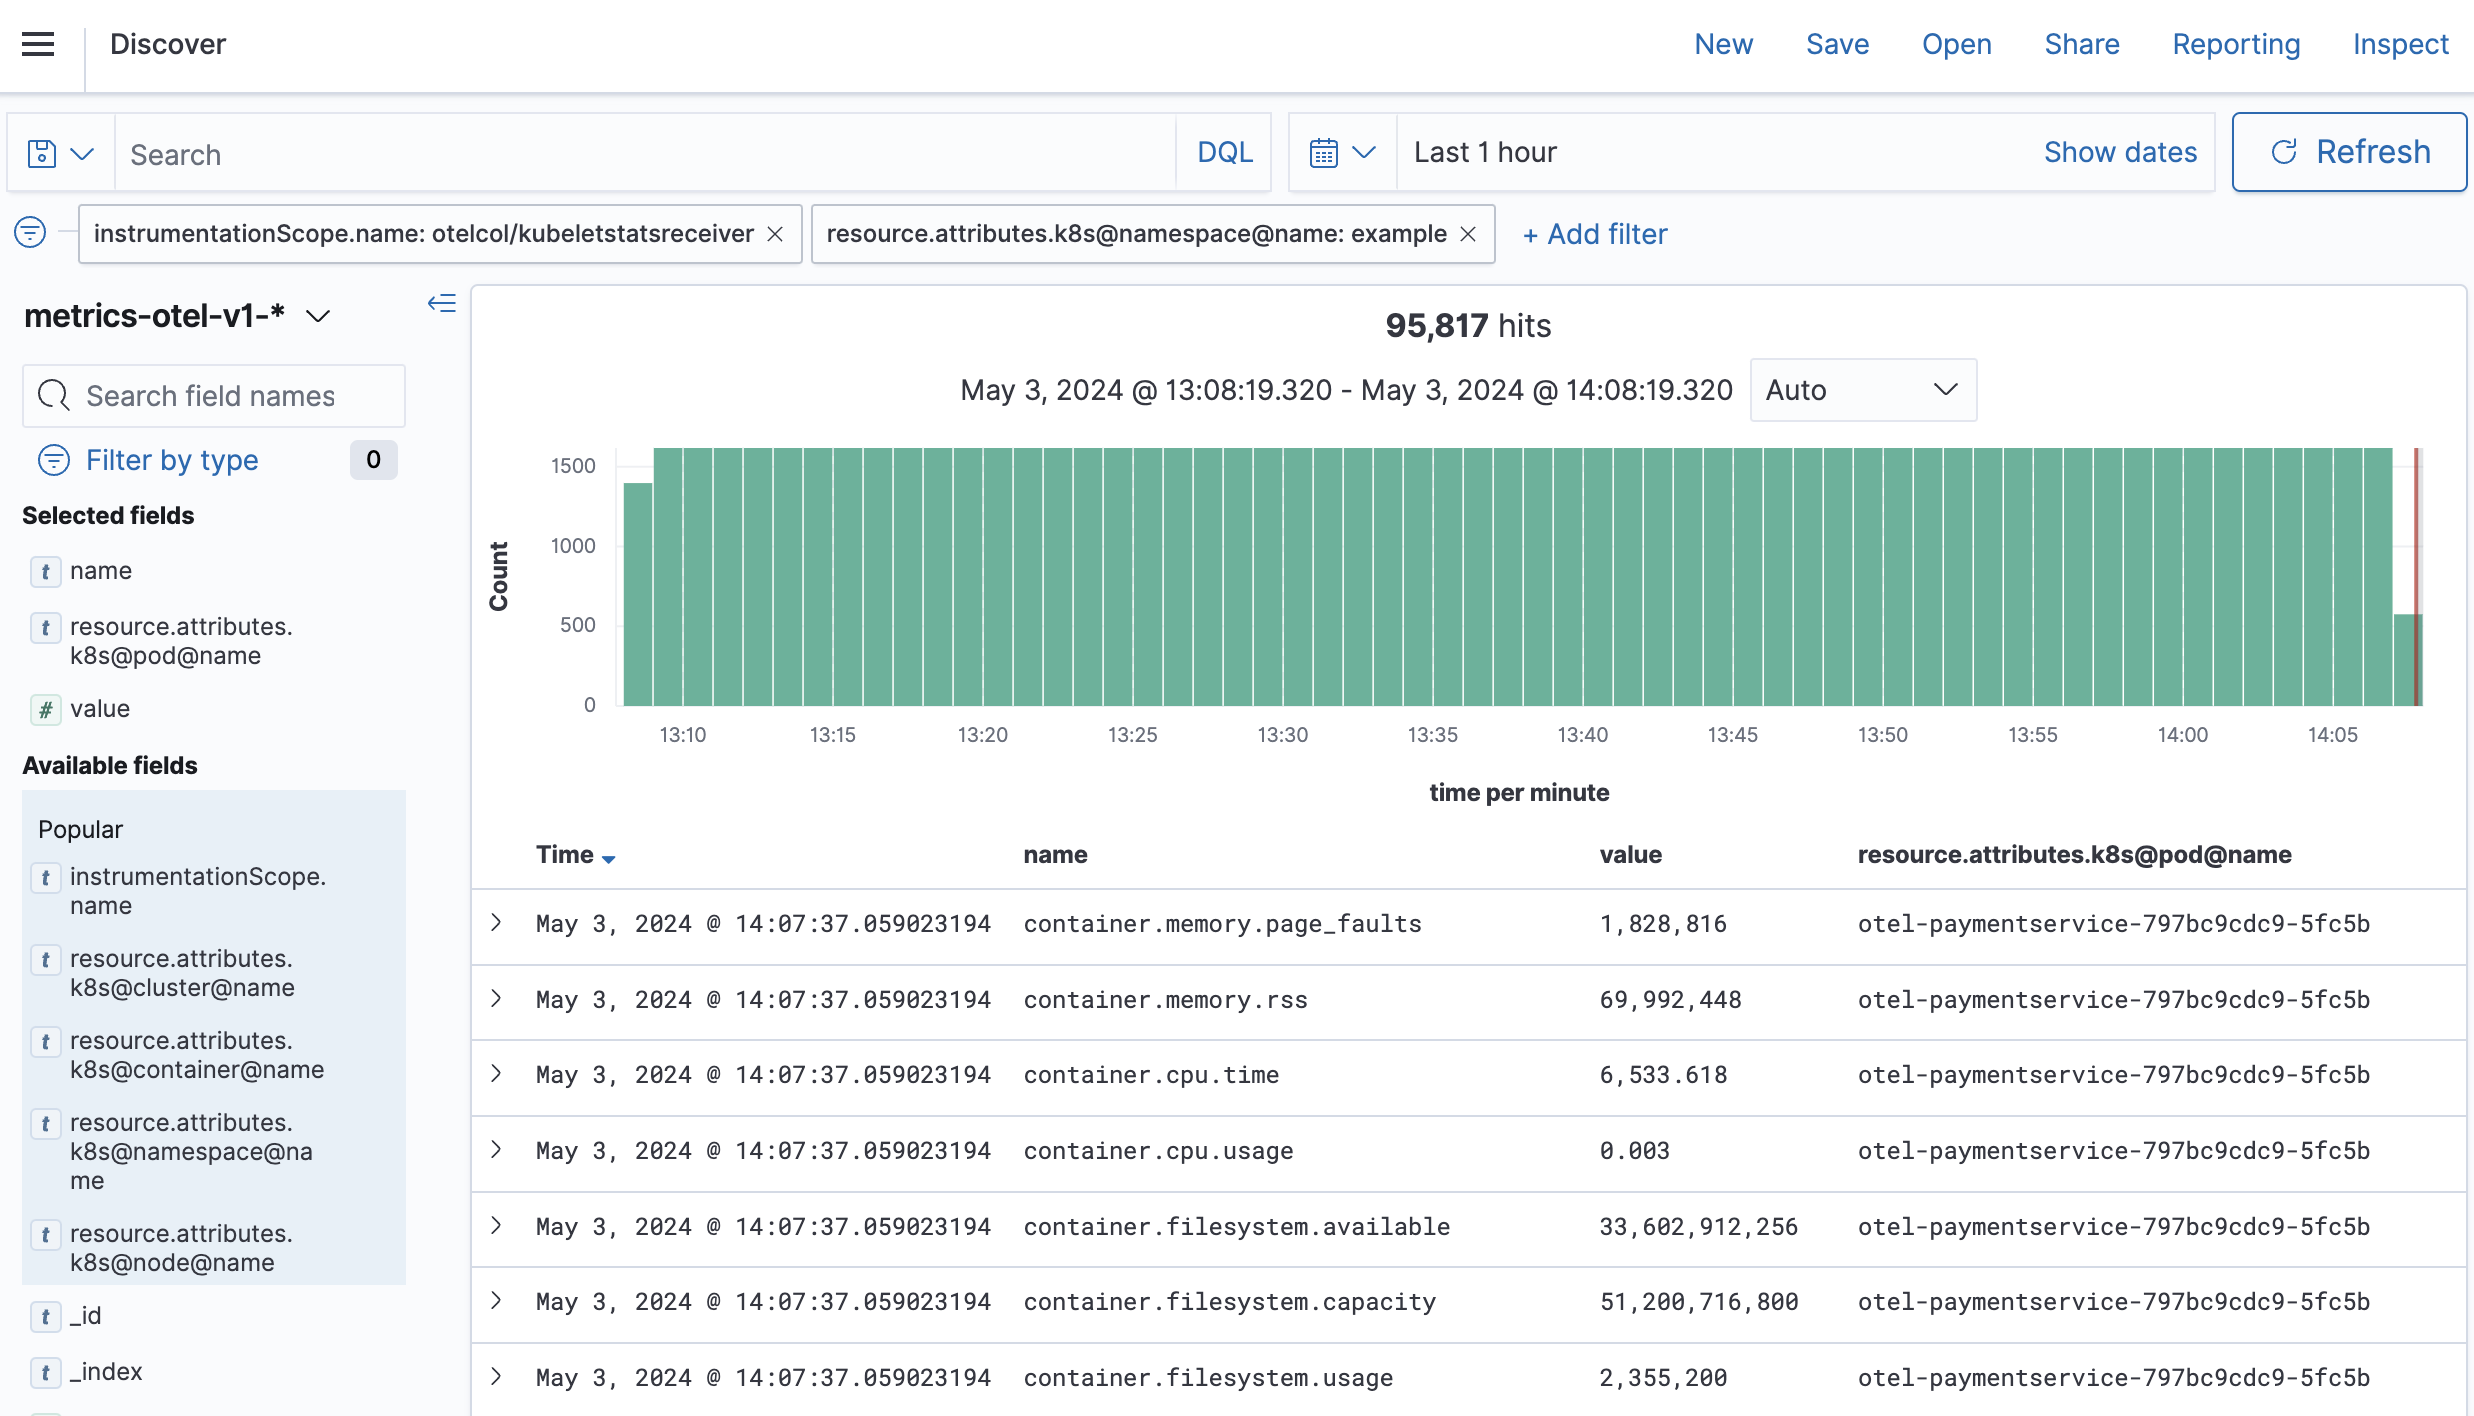 Discover
New Save Open Share Reporting Inspect
Search DQL Last 1 hour Show dates Refresh
instrumentationScope.name: otelcol/kubeletstatsreceiver resource.attributes.k8s@namespace@name: example + Add filter
metrics-otel-v1-*
Search field names
Filter by type 0
Selected fields
t name
t resource.attributes.
k8s@pod@name
# value
Available fields
Popular
t instrumentationScope.
name
t resource.attributes.
k8s@cluster@name
t resource.attributes.
k8s@container@name
t resource.attributes.
k8s@namespace@na
me
t resource.attributes.
k8s@node@name
t _id
t _index
95,817 hits
May 3, 2024 @ 13:08:19.320 - May 3, 2024 @ 14:08:19.320 Auto
Count
1500
1000
500
0
13:10 13:15 13:20 13:25 13:30 13:35 13:40 13:45 13:50 13:55 14:00 14:05
time per minute
Time name value resource.attributes.k8s@pod@name
May 3, 2024 @ 14:07:37.059023194 container.memory.page_faults 1,828,816 otel-paymentservice-797bc9cdc9-5fc5b
May 3, 2024 @ 14:07:37.059023194 container.memory.rss 69,992,448 otel-paymentservice-797bc9cdc9-5fc5b
May 3, 2024 @ 14:07:37.059023194 container.cpu.time 6,533.618 otel-paymentservice-797bc9cdc9-5fc5b
May 3, 2024 @ 14:07:37.059023194 container.cpu.usage 0.003 otel-paymentservice-797bc9cdc9-5fc5b
May 3, 2024 @ 14:07:37.059023194 container.filesystem.available 33,602,912,256 otel-paymentservice-797bc9cdc9-5fc5b
May 3, 2024 @ 14:07:37.059023194 container.filesystem.capacity 51,200,716,800 otel-paymentservice-797bc9cdc9-5fc5b
May 3, 2024 @ 14:07:37.059023194 container.filesystem.usage 2,355,200 otel-paymentservice-797bc9cdc9-5fc5b